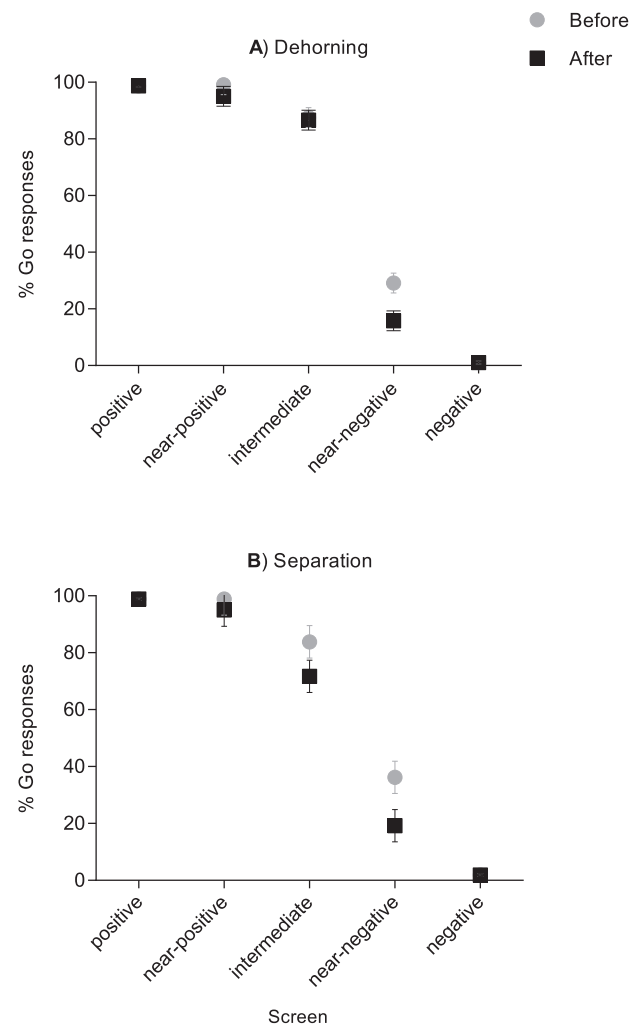 Before
After
A) Dehorning
% Go responses
100
80
60
40
20
0
positive
near-positive
intermediate
near-negative
negative
B) Separation
% Go responses
100
80
60
40
20
0
positive
near-positive
intermediate
near-negative
negative
Screen